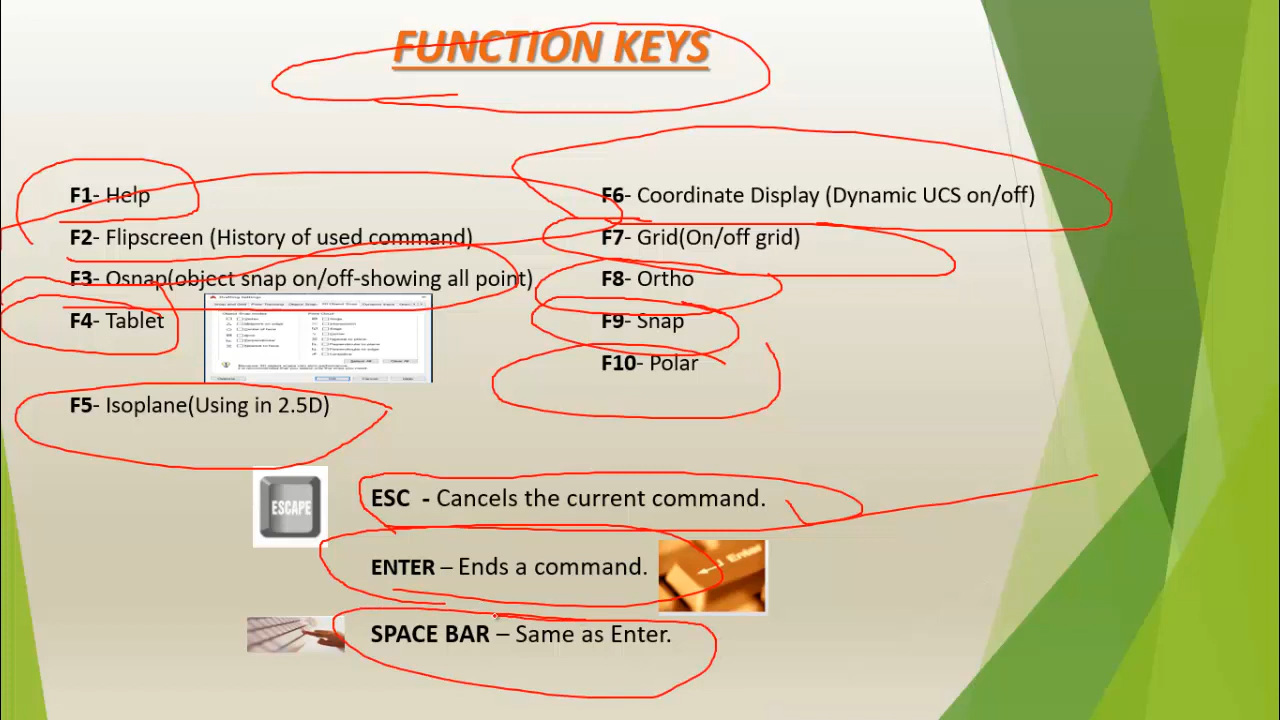 FUNCTION KEYS
F1- Help
F2- Flipscreen (History of used command)
F3- Osnap(object snap on/off-showing all point)
F4- Tablet
F5- Isoplane(Using in 2.5D)
F6- Coordinate Display (Dynamic UCS on/off)
F7- Grid(On/off grid)
F8- Ortho
F9- Snap
F10- Polar
ESCAPE
ESC - Cancels the current command.
ENTER – Ends a command.
Enter
SPACE BAR – Same as Enter.